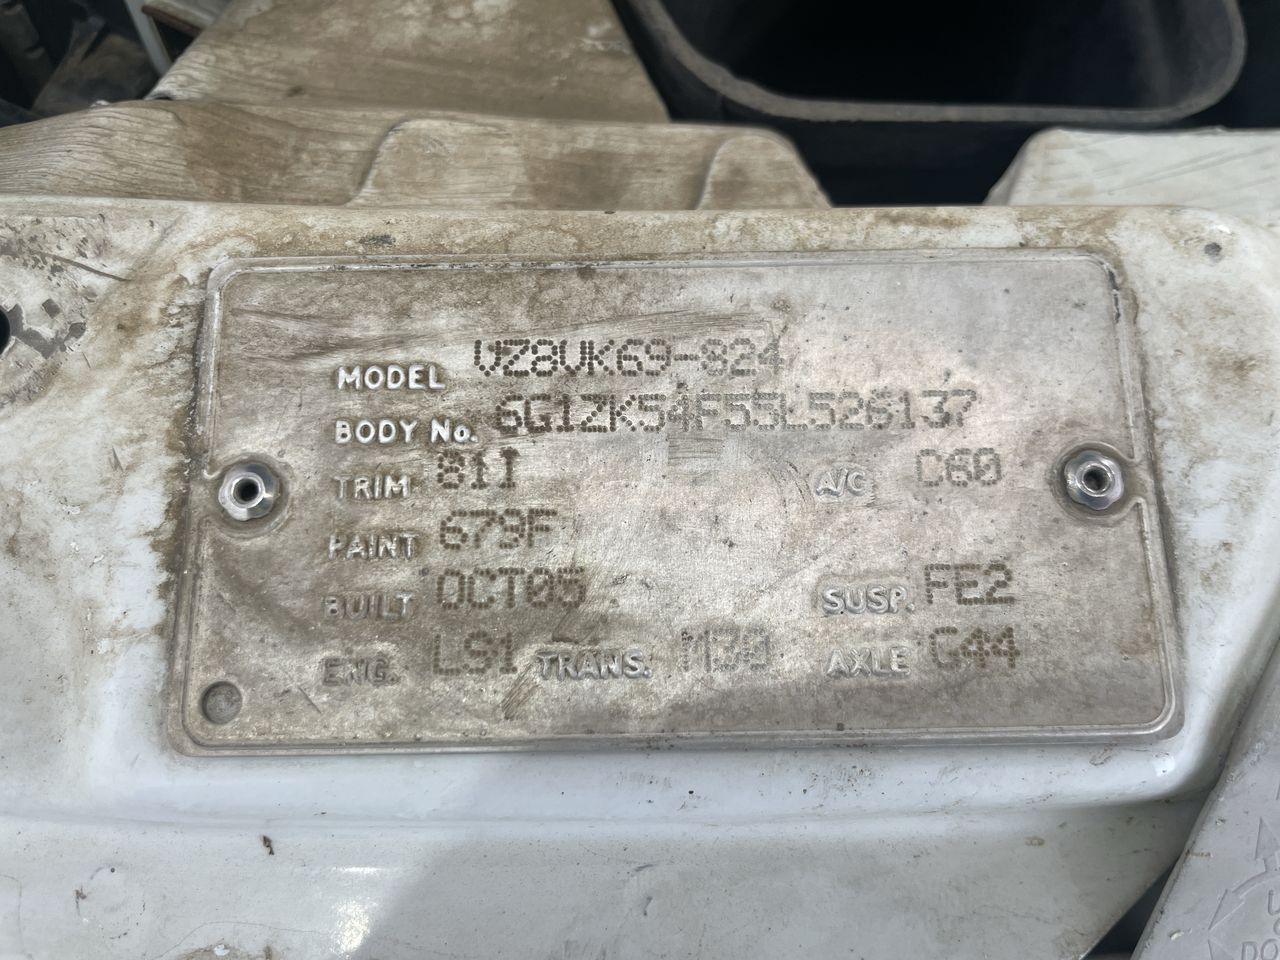 MODEL VZ8VK69-824
BODY No. 6G1ZK54F55L526137
TRIM 81I A/C C60
PAINT 679F
BUILT OCT05 SUSP. FE2
ENG. LS1 TRANS. M30 AXLE G44